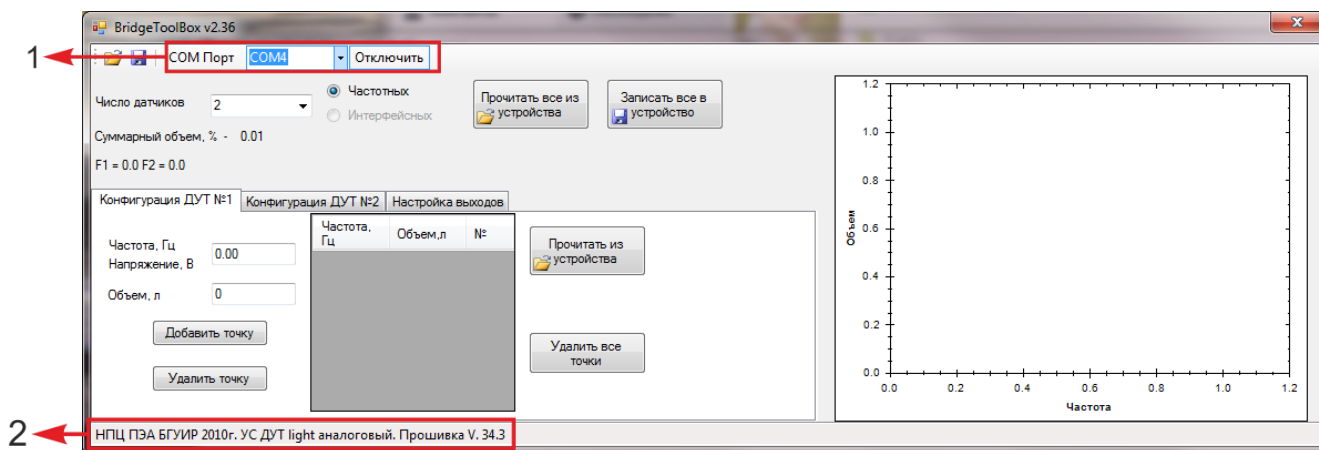 BridgeToolBox v2.36
1
COM Порт COM4 Отключить
Число датчиков 2
Частотных
Интерфейсных
Прочитать все из
устройства
Записать все в
устройство
Суммарный объем, % - 0.01
F1 = 0.0 F2 = 0.0
Конфигурация ДУТ №1 Конфигурация ДУТ №2 Настройка выходов
Частота, Гц
Напряжение, В
0.00
Объем, л 0
Добавить точку
Удалить точку
Частота,
Гц
Объем,л №
Прочитать из
устройства
Удалить все
точки
1.2
1.0
0.8
0.6
0.4
0.2
0.0
Объем
0.0 0.2 0.4 0.6 0.8 1.0 1.2
Частота
2
НПЦ ПЭА БГУИР 2010г. УС ДУТ light аналоговый. Прошивка V. 34.3